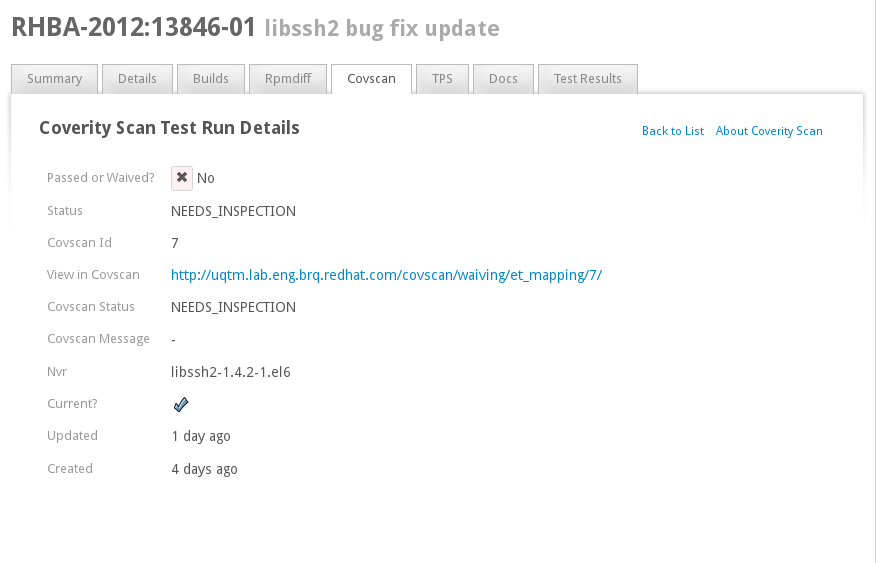 RHBA-2012:13846-01 libssh2 bug fix update
Summary Details Builds Rpmdiff Covscan TPS Docs Test Results
Coverity Scan Test Run Details Back to List About Coverity Scan
Passed or Waived? No
Status NEEDS_INSPECTION
Covscan Id 7
View in Covscan http://uqtm.lab.eng.brq.redhat.com/covscan/waiving/et_mapping/7/
Covscan Status NEEDS_INSPECTION
Covscan Message -
Nvr libssh2-1.4.2-1.el6
Current?
Updated 1 day ago
Created 4 days ago